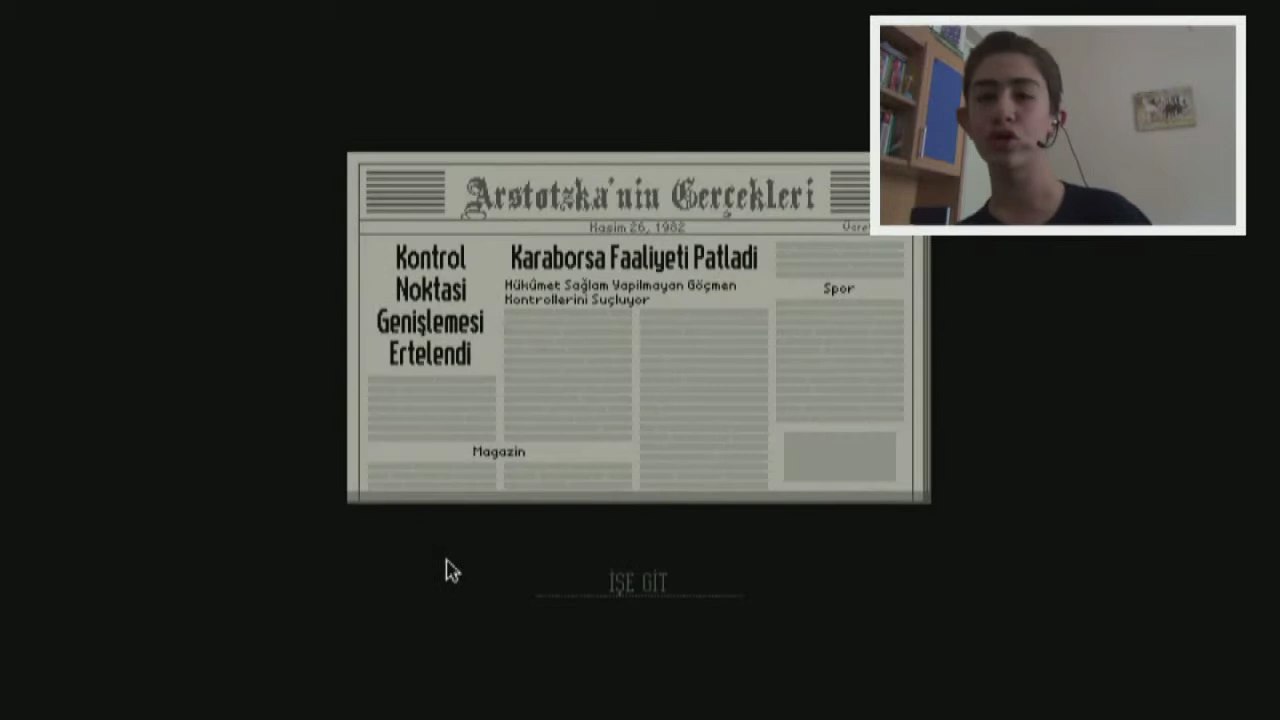 Arstotzka'nin Gerçekleri
Kasim 26, 1982
Kontrol
Noktasi
Genişlemesi
Ertelendi
Karaborsa Faaliyeti Patladi
Hükûmet Sağlam Yapilmayan Göçmen
Kontrollerini Suçluyor
Spor
Magazin
İŞE GİT